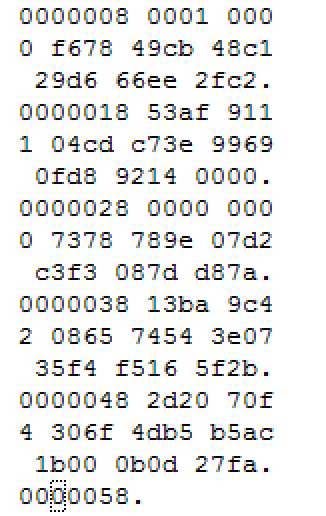 0000008 0001 000
0 f678 49cb 48c1
29d6 66ee 2fc2.
0000018 53af 911
1 04cd c73e 9969
0fd8 9214 0000.
0000028 0000 000
0 7378 789e 07d2
c3f3 087d d87a.
0000038 13ba 9c4
2 0865 7454 3e07
35f4 f516 5f2b.
0000048 2d20 70f
4 306f 4db5 b5ac
1b00 0b0d 27fa.
0000058.